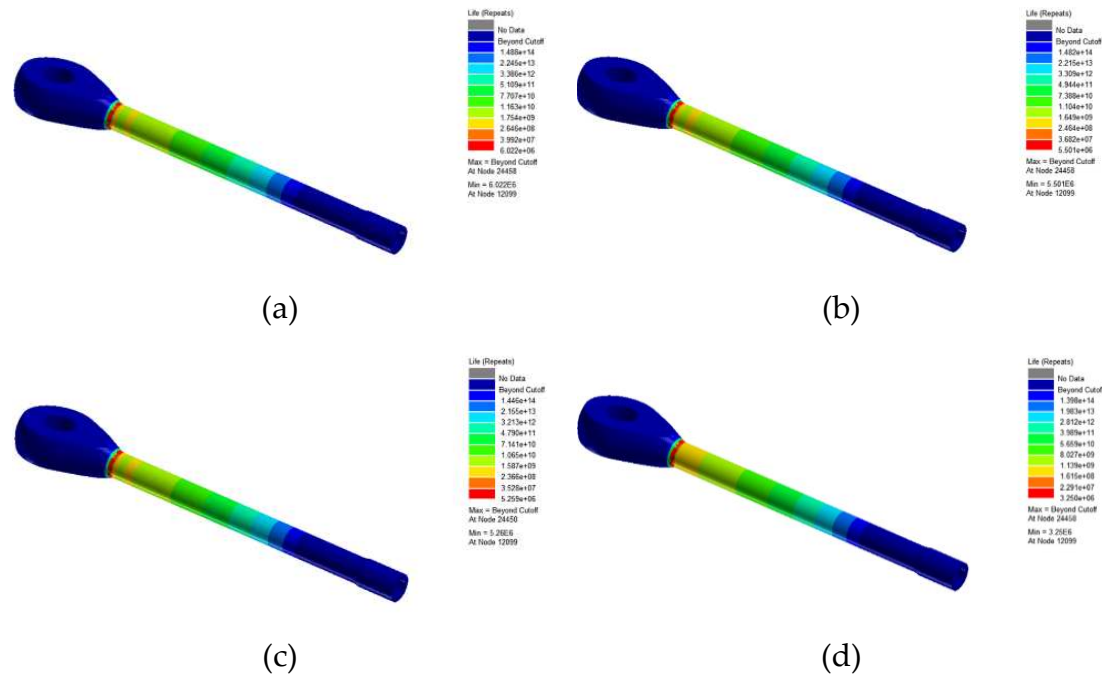 Life (Repeats)
No Data
Beyond Cutoff
1.488e+14
2.246e+13
3.386e+12
5.109e+11
7.707e+10
1.163e+10
1.754e+09
2.646e+08
3.992e+07
6.022e+06
Max = Beyond Cutoff
At Node 24458
Min = 6.022E6
At Node 12099
(a)
Life (Repeats)
No Data
Beyond Cutoff
1.482e+14
2.215e+13
3.309e+12
4.944e+11
7.388e+10
1.104e+10
1.649e+09
2.464e+08
3.682e+07
5.501e+06
Max = Beyond Cutoff
At Node 24458
Min = 5.501E6
At Node 12099
(b)
Life (Repeats)
No Data
Beyond Cutoff
1.446e+14
2.155e+13
3.213e+12
4.790e+11
7.141e+10
1.065e+10
1.587e+09
2.366e+08
3.528e+07
5.259e+06
Max = Beyond Cutoff
At Node 24450
Min = 5.26E6
At Node 12099
(c)
Life (Repeats)
No Data
Beyond Cutof
1.398e+14
1.983e+13
2.812e+12
3.989e+11
5.659e+10
8.027e+09
1.139e+09
1.615e+08
2.291e+07
3.250e+06
Max = Beyond Cutoff
At Node 24458
Min = 3.25E6
At Node 12099
(d)